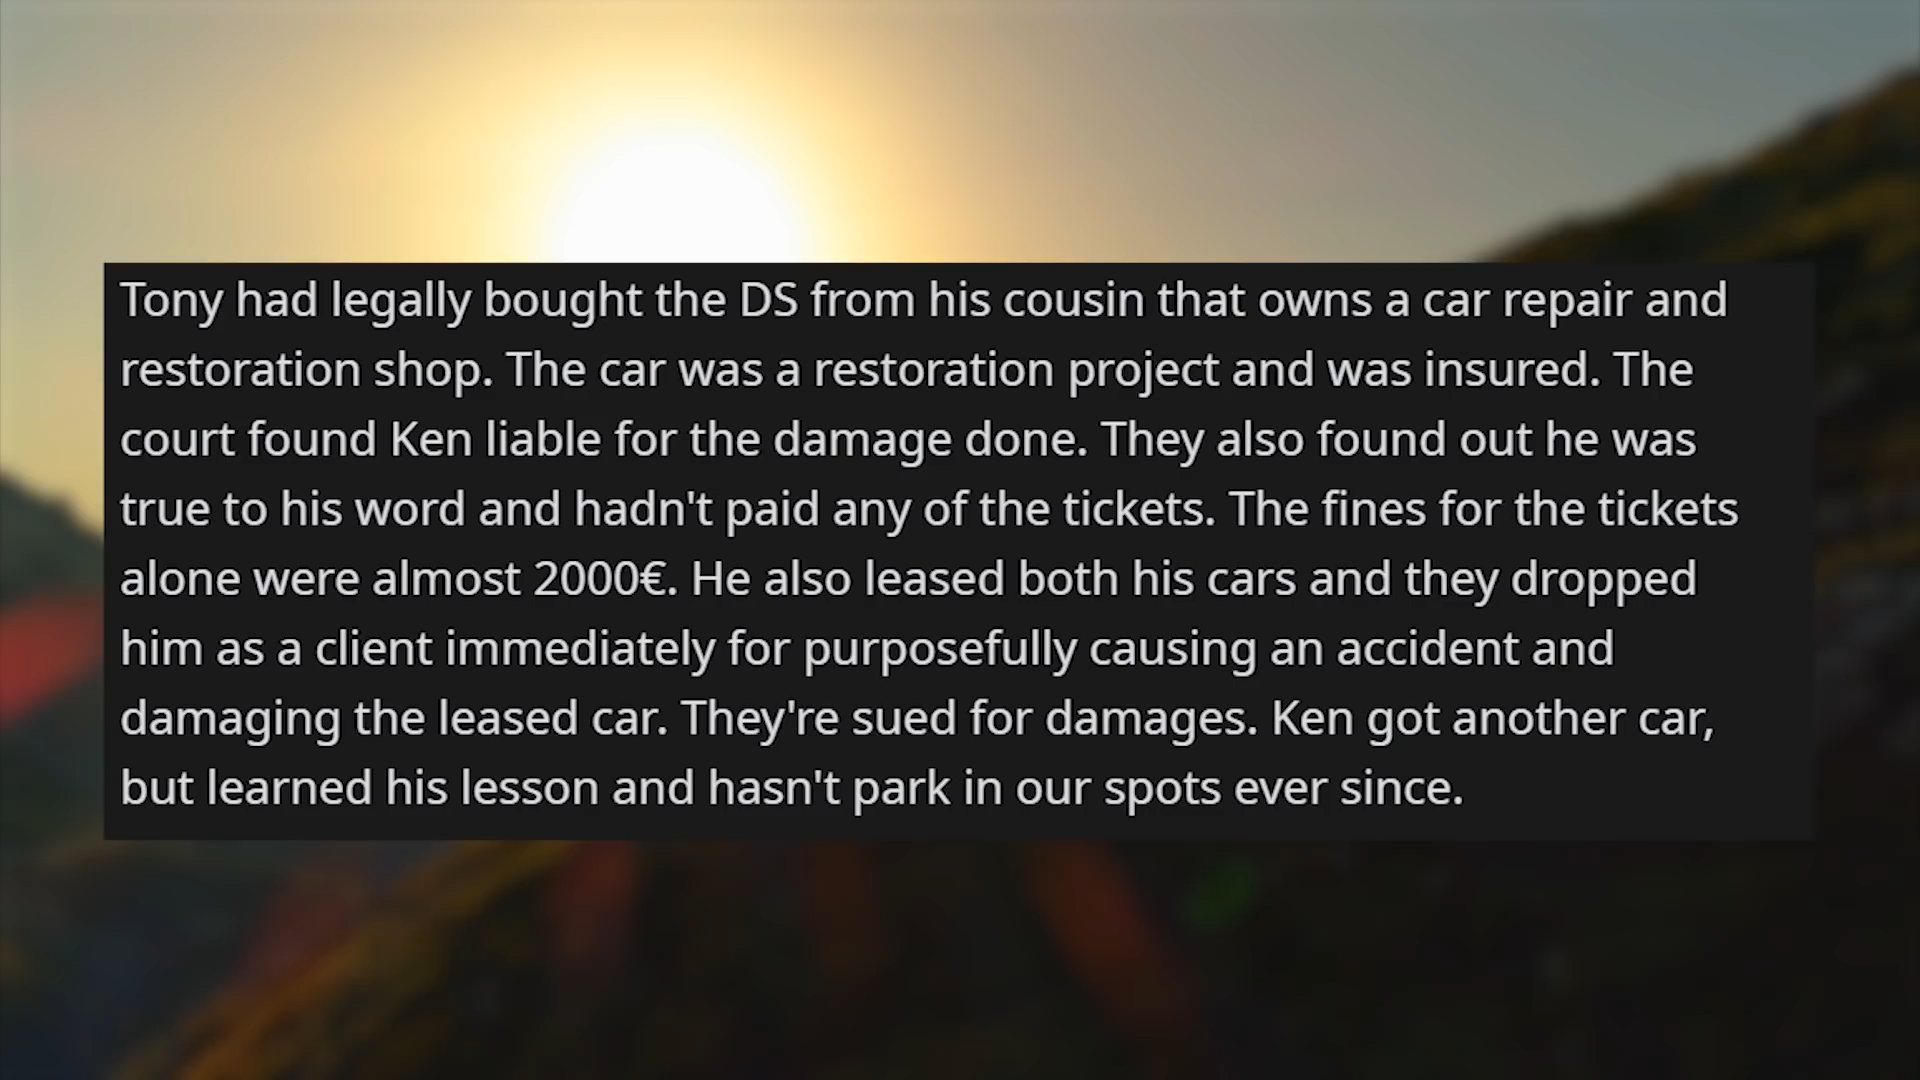 Tony had legally bought the DS from his cousin that owns a car repair and
restoration shop. The car was a restoration project and was insured. The
court found Ken liable for the damage done. They also found out he was
true to his word and hadn't paid any of the tickets. The fines for the tickets
alone were almost 2000€. He also leased both his cars and they dropped
him as a client immediately for purposefully causing an accident and
damaging the leased car. They're sued for damages. Ken got another car,
but learned his lesson and hasn't park in our spots ever since.